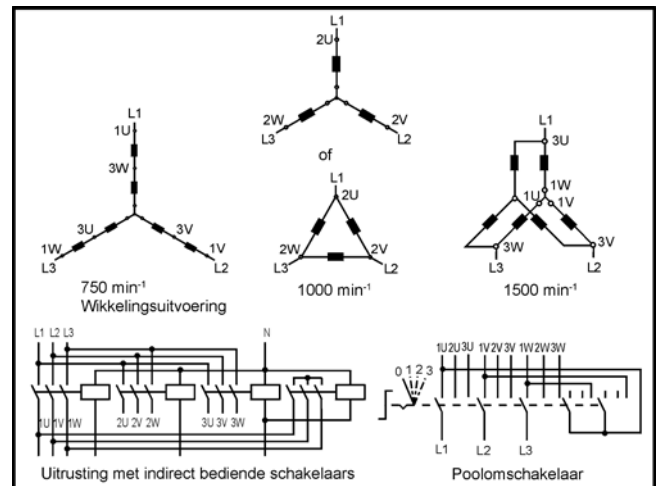 L1
2U
2W
2V
L3
L2
of
L1
2U
2W
2V
L3
L2
1000 min⁻¹
L1
1U
3W
3U
3V
1W
1V
L3
L2
750 min⁻¹
Wikkelingsuitvoering
L1
3U
1W
1U
1V
3W
3V
L3
L2
1500 min⁻¹
L1 L2 L3
N
1U 1V 1W
2U 2V 2W
3U 3V 3W
Uitrusting met indirect bediende schakelaars
1U 2U 3U 1V 2V 3V 1W 2W 3W
0 1 2 3
L1
L2
L3
Poolomschakelaar